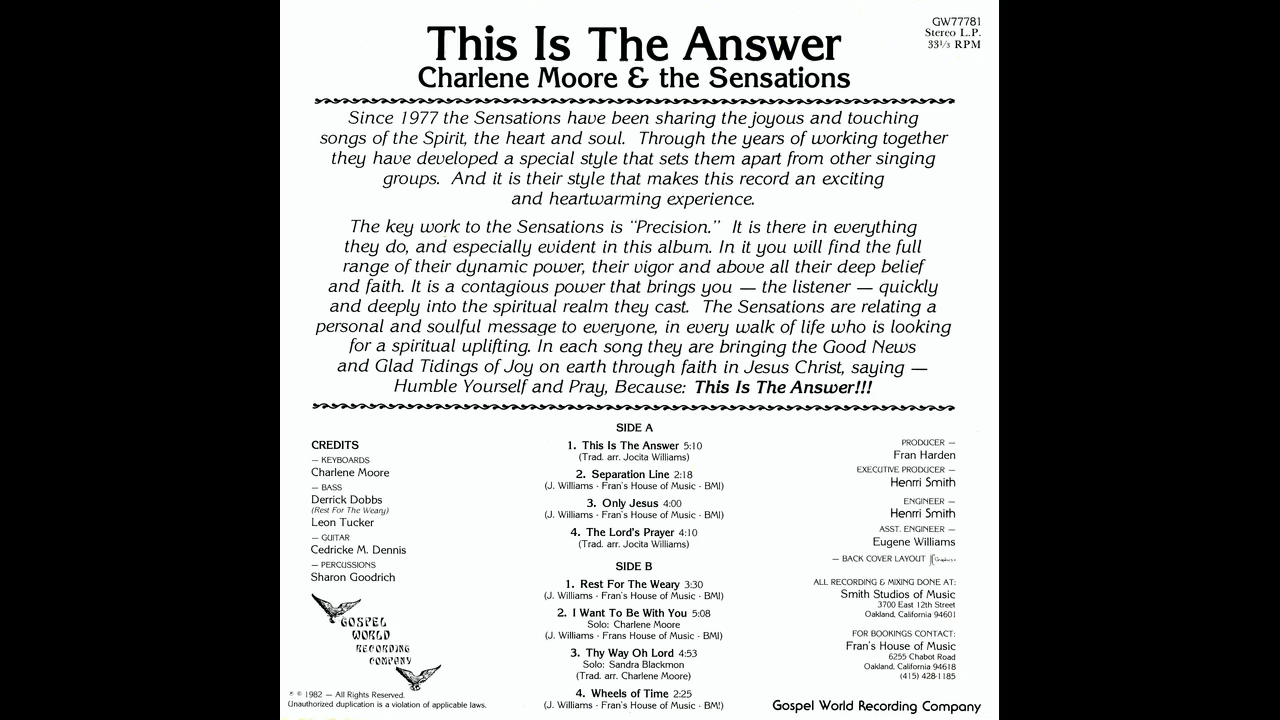 GW77781
Stereo L.P.
33⅓ RPM
This Is The Answer
Charlene Moore & the Sensations
Since 1977 the Sensations have been sharing the joyous and touching
songs of the Spirit, the heart and soul. Through the years of working together
they have developed a special style that sets them apart from other singing
groups. And it is their style that makes this record an exciting
and heartwarming experience.
The key work to the Sensations is “Precision.” It is there in everything
they do, and especially evident in this album. In it you will find the full
range of their dynamic power, their vigor and above all their deep belief
and faith. It is a contagious power that brings you — the listener — quickly
and deeply into the spiritual realm they cast. The Sensations are relating a
personal and soulful message to everyone, in every walk of life who is looking
for a spiritual uplifting. In each song they are bringing the Good News
and Glad Tidings of Joy on earth through faith in Jesus Christ, saying —
Humble Yourself and Pray, Because: This Is The Answer!!!
CREDITS
— KEYBOARDS
Charlene Moore
— BASS
Derrick Dobbs
(Rest For The Weary)
Leon Tucker
— GUITAR
Cedricke M. Dennis
— PERCUSSIONS
Sharon Goodrich
GOSPEL
WORLD
RECORDING
COMPANY
℗ © 1982 — All Rights Reserved.
Unauthorized duplication is a violation of applicable laws.
SIDE A
1. This Is The Answer 5:10
(Trad. arr. Jocita Williams)
2. Separation Line 2:18
(J. Williams - Fran's House of Music - BMI)
3. Only Jesus 4:00
(J. Williams - Fran's House of Music - BMI)
4. The Lord's Prayer 4:10
(Trad. arr. Jocita Williams)
SIDE B
1. Rest For The Weary 3:30
(J. Williams - Fran's House of Music - BMI)
2. I Want To Be With You 5:08
Solo: Charlene Moore
(J. Williams - Frans House of Music - BMI)
3. Thy Way Oh Lord 4:53
Solo: Sandra Blackmon
(Trad. arr. Charlene Moore)
4. Wheels of Time 2:25
(J. Williams - Fran's House of Music - BMI)
PRODUCER —
Fran Harden
EXECUTIVE PRODUCER —
Henrri Smith
ENGINEER —
Henrri Smith
ASST. ENGINEER —
Eugene Williams
— BACK COVER LAYOUT
ALL RECORDING & MIXING DONE AT:
Smith Studios of Music
3700 East 12th Street
Oakland, California 94601
FOR BOOKINGS CONTACT:
Fran's House of Music
6255 Chabot Road
Oakland, California 94618
(415) 428-1185
Gospel World Recording Company